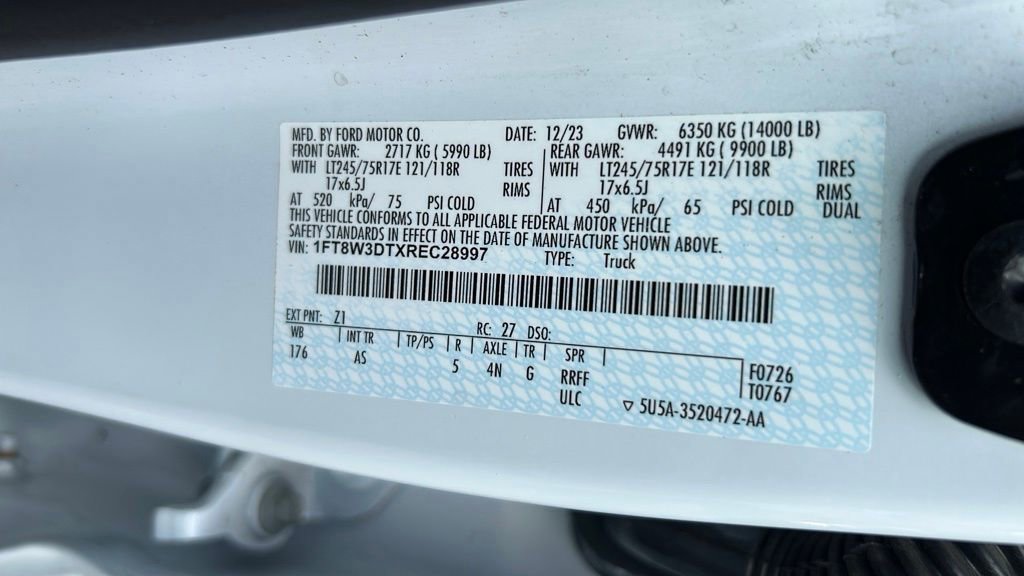 MFD. BY FORD MOTOR CO. DATE: 12/23 GVWR: 6350 KG (14000 LB)
FRONT GAWR: 2717 KG ( 5990 LB) REAR GAWR: 4491 KG ( 9900 LB)
WITH LT245/75R17E 121/118R TIRES WITH LT245/75R17E 121/118R TIRES
17x6.5J RIMS 17x6.5J RIMS
AT 520 kPa/ 75 PSI COLD AT 450 kPa/ 65 PSI COLD DUAL
THIS VEHICLE CONFORMS TO ALL APPLICABLE FEDERAL MOTOR VEHICLE
SAFETY STANDARDS IN EFFECT ON THE DATE OF MANUFACTURE SHOWN ABOVE.
VIN: 1FT8W3DTXREC28997 TYPE: Truck
EXT PNT: Z1 RC: 27 DSO:
WB INT TR TP/PS R AXLE TR SPR
176 AS 5 4N G RRFF F0726
ULC T0767
▽ 5U5A-3520472-AA